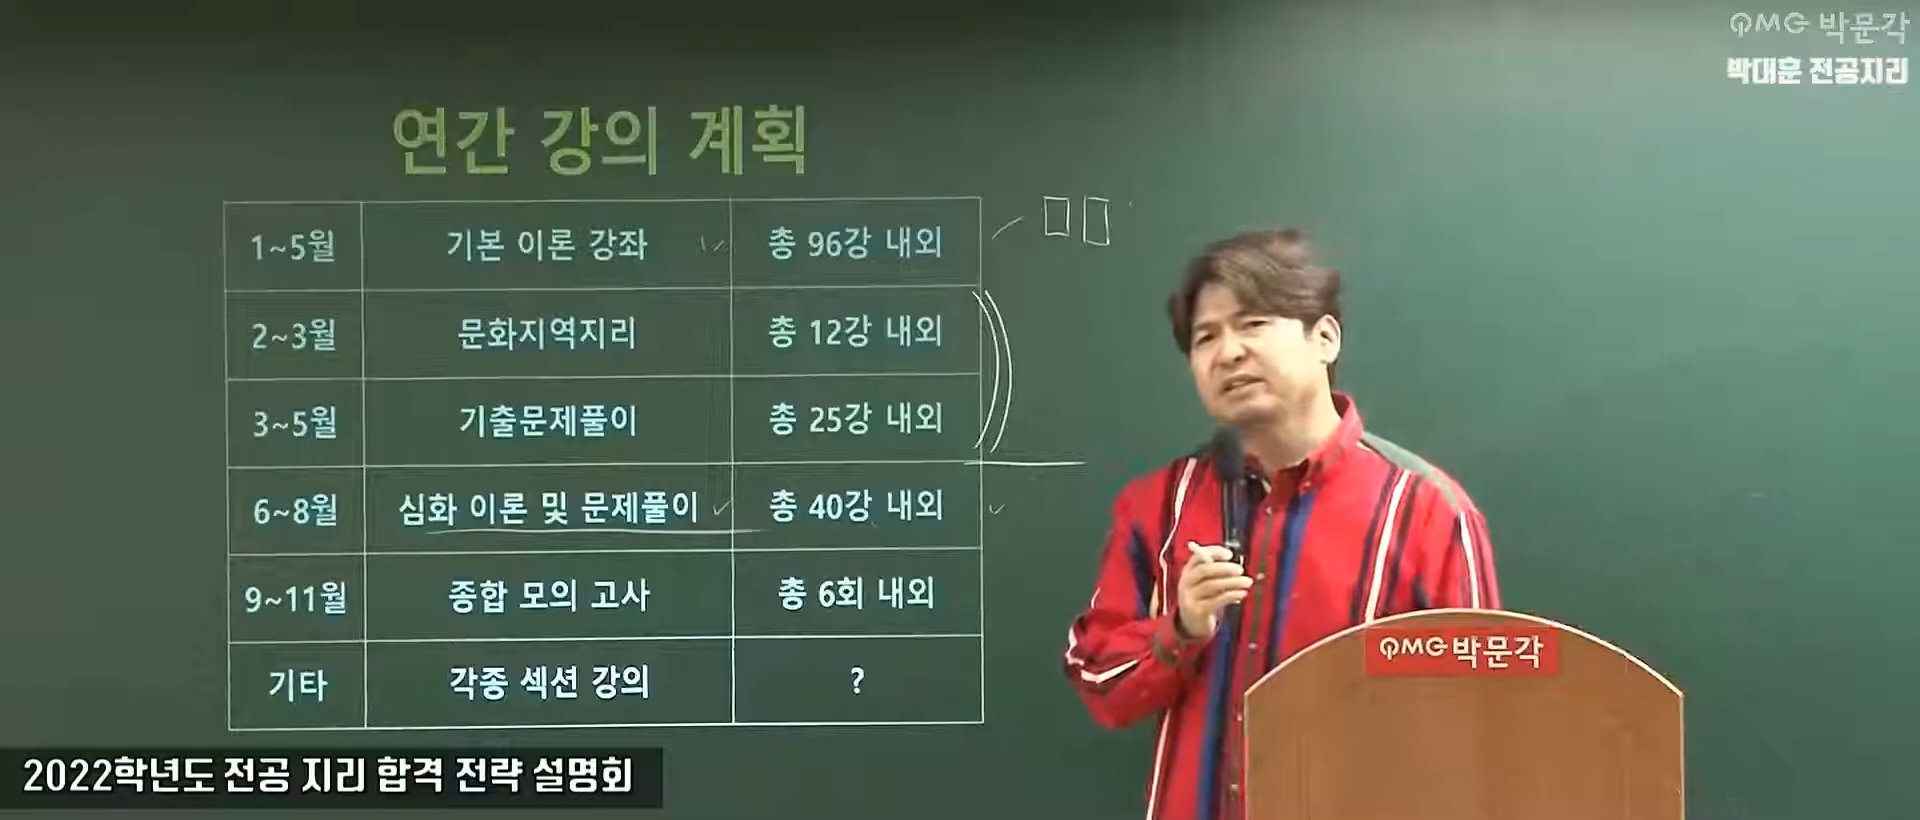 PMG 박문각
박대훈 전공지리
연간 강의 계획
1~5월 기본 이론 강좌 총 96강 내외
2~3월 문화지역지리 총 12강 내외
3~5월 기출문제풀이 총 25강 내외
6~8월 심화 이론 및 문제풀이 총 40강 내외
9~11월 종합 모의 고사 총 6회 내외
기타 각종 섹션 강의 ?
PMG 박문각
2022학년도 전공 지리 합격 전략 설명회